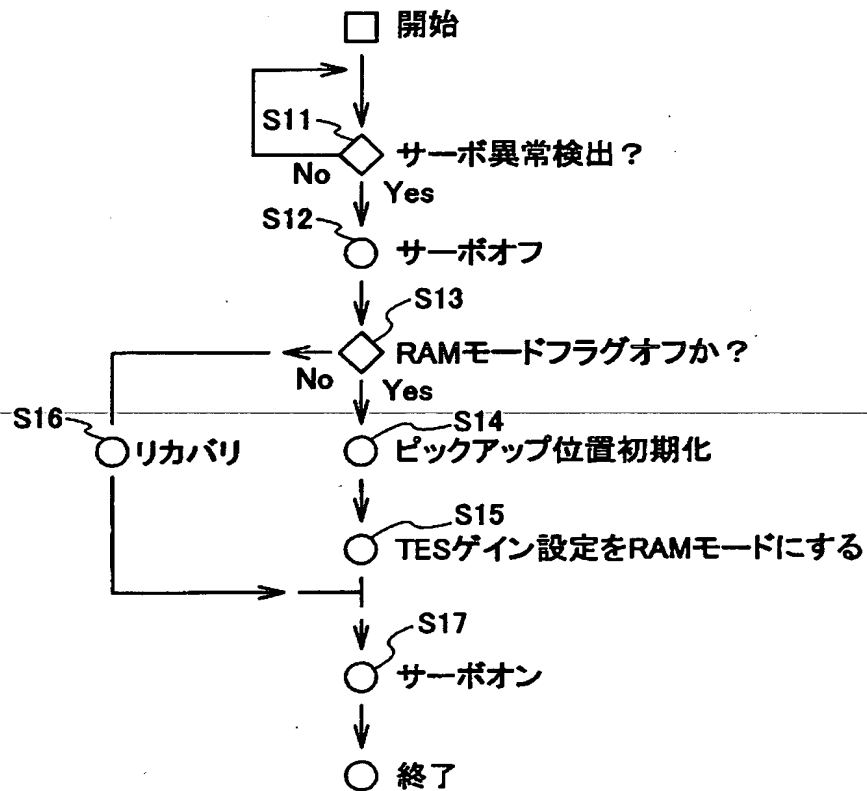 開始
S11
サーボ異常検出？
No
Yes
S12
サーボオフ
S13
RAMモードフラグオフか？
No
Yes
S16
リカバリ
S14
ピックアップ位置初期化
S15
TESゲイン設定をRAMモードにする
S17
サーボオン
終了